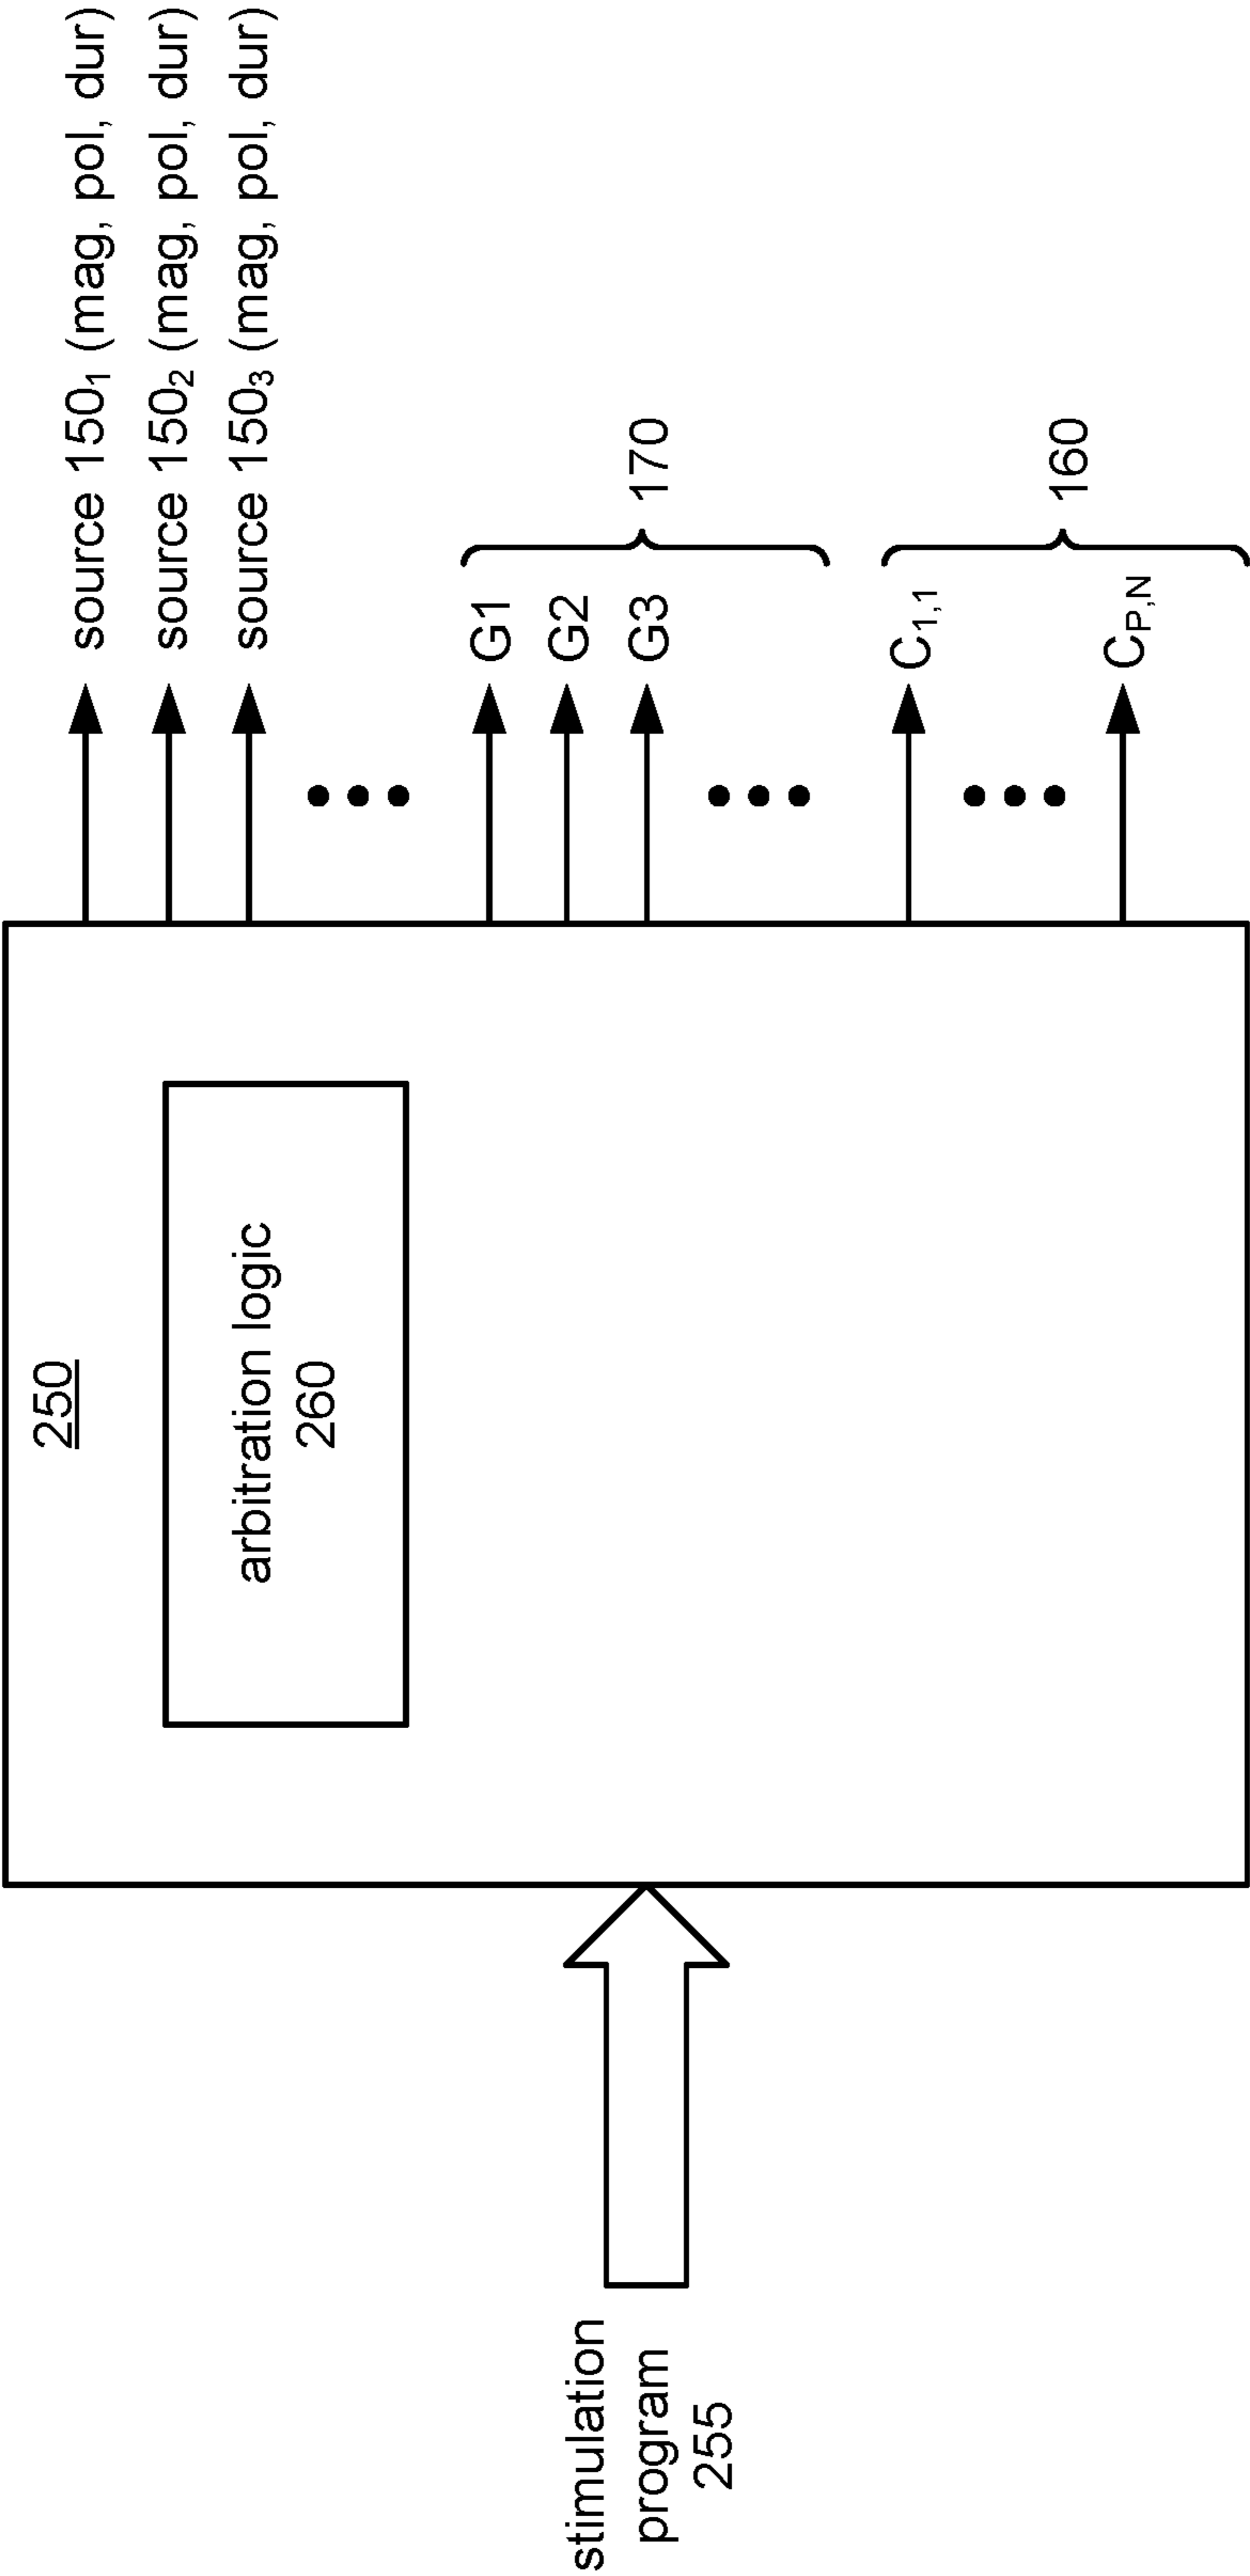 250
arbitration logic
260
stimulation
program
255
source 150₁ (mag, pol, dur)
source 150₂ (mag, pol, dur)
source 150₃ (mag, pol, dur)
G1
G2
G3
170
C₁,₁
C_P,N
160